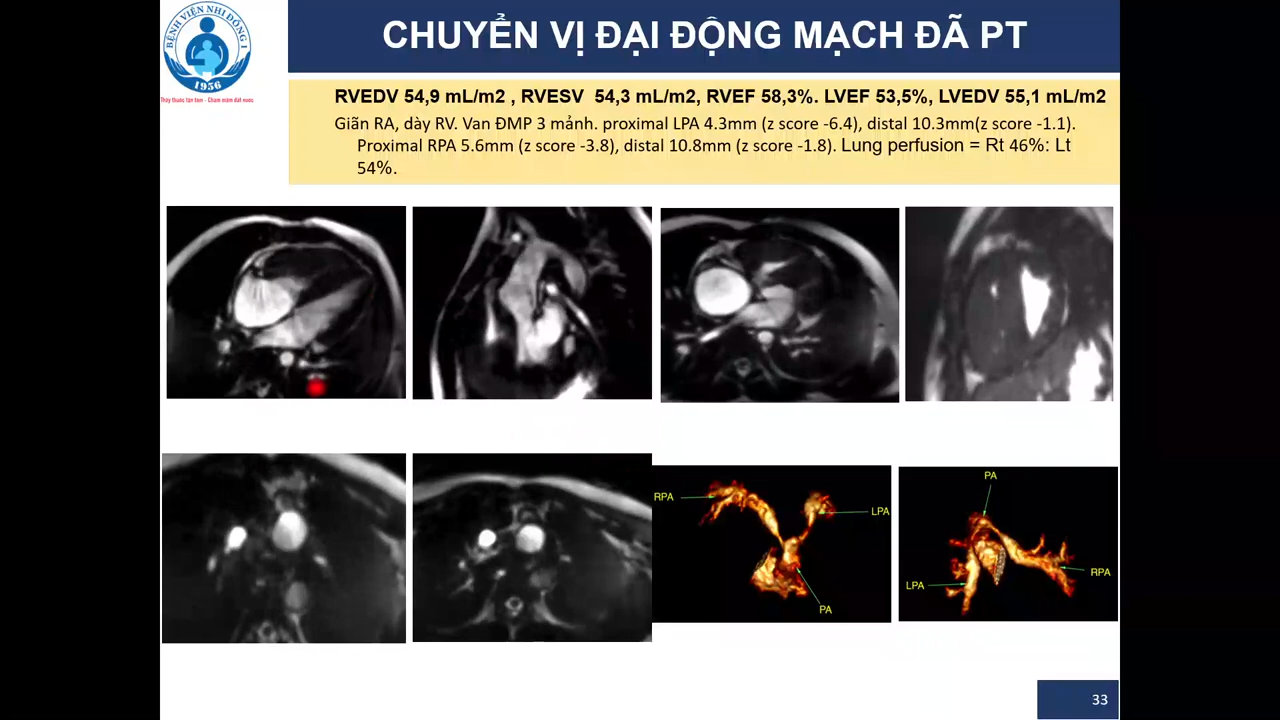 BỆNH VIỆN NHI ĐỒNG 1
1956
CHUYỂN VỊ ĐẠI ĐỘNG MẠCH ĐÃ PT
RVEDV 54,9 mL/m2 , RVESV 54,3 mL/m2, RVEF 58,3%. LVEF 53,5%, LVEDV 55,1 mL/m2
Giãn RA, dày RV. Van ĐMP 3 mảnh. proximal LPA 4.3mm (z score -6.4), distal 10.3mm(z score -1.1).
Proximal RPA 5.6mm (z score -3.8), distal 10.8mm (z score -1.8). Lung perfusion = Rt 46%: Lt
54%.
RPA
LPA
PA
PA
LPA
RPA
33